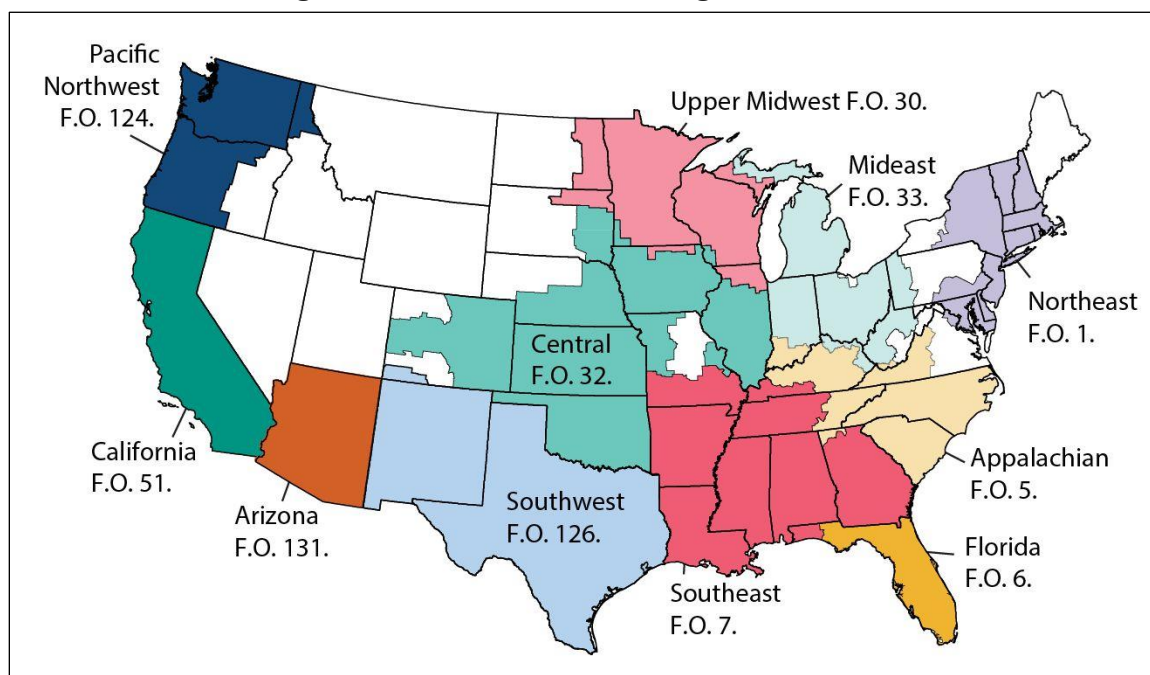 Pacific
Northwest
F.O. 124.
Upper Midwest F.O. 30.
Mideast
F.O. 33.
Northeast
F.O. 1.
Central
F.O. 32.
California
F.O. 51.
Arizona
F.O. 131.
Southwest
F.O. 126.
Southeast
F.O. 7.
Appalachian
F.O. 5.
Florida
F.O. 6.